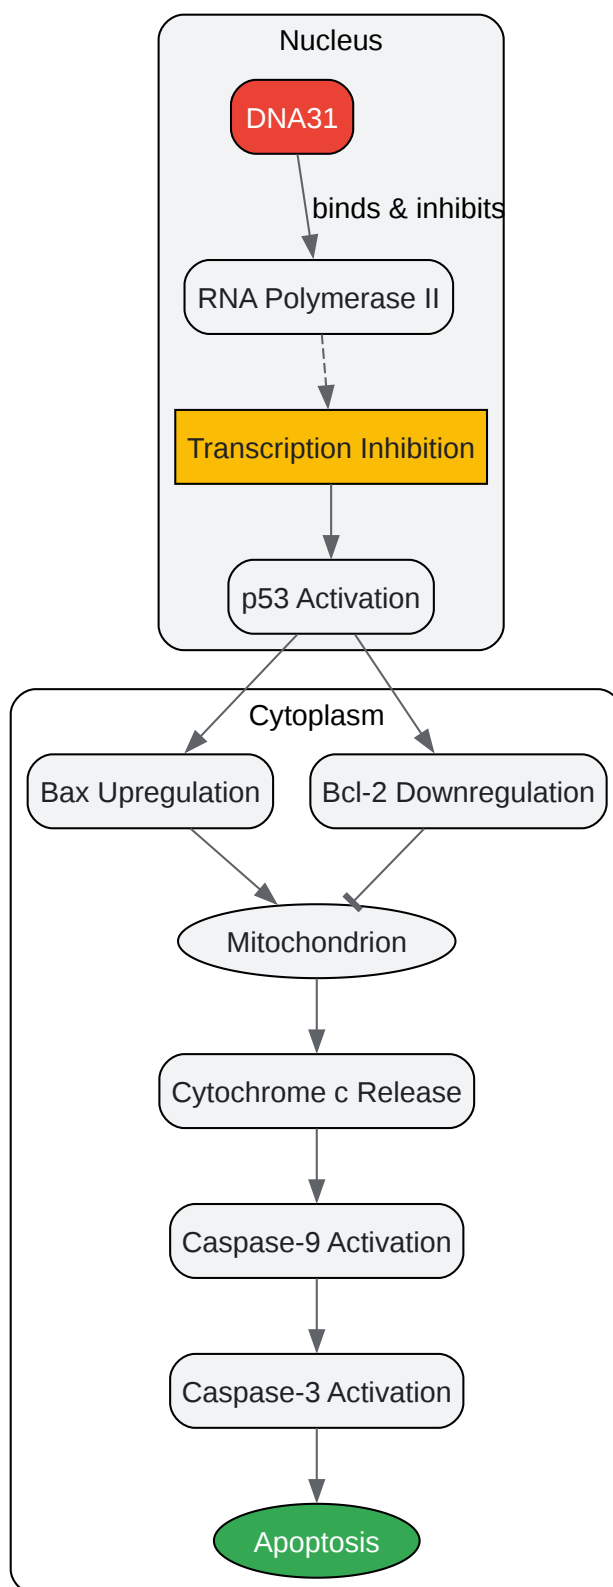 Nucleus
DNA31
binds & inhibits
RNA Polymerase II
Transcription Inhibition
p53 Activation
Cytoplasm
Bax Upregulation
Bcl-2 Downregulation
Mitochondrion
Cytochrome c Release
Caspase-9 Activation
Caspase-3 Activation
Apoptosis